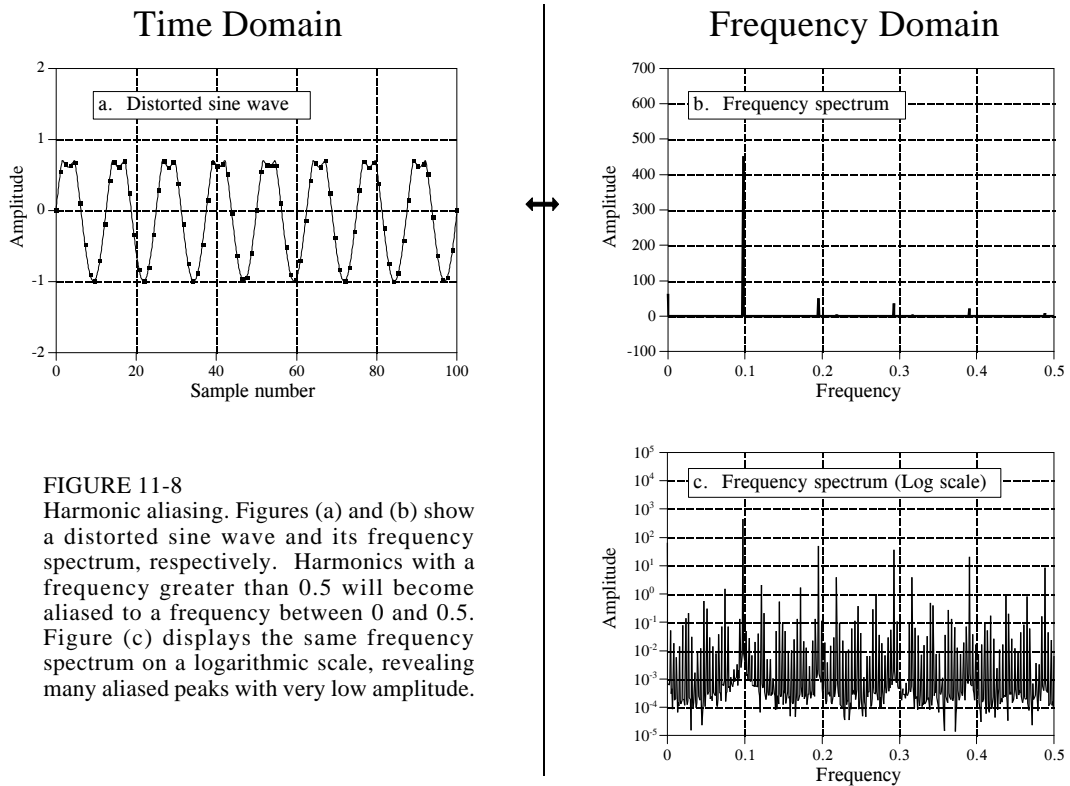 Time Domain
Frequency Domain
2
1
0
-1
-2
0
20
40
60
80
100
Sample number
Amplitude
a. Distorted sine wave
700
600
500
400
300
200
100
0
-100
0
0.1
0.2
0.3
0.4
0.5
Frequency
Amplitude
b. Frequency spectrum
FIGURE 11-8
Harmonic aliasing. Figures (a) and (b) show
a distorted sine wave and its frequency
spectrum, respectively. Harmonics with a
frequency greater than 0.5 will become
aliased to a frequency between 0 and 0.5.
Figure (c) displays the same frequency
spectrum on a logarithmic scale, revealing
many aliased peaks with very low amplitude.
10⁵
10⁴
10³
10²
10¹
10⁰
10⁻¹
10⁻²
10⁻³
10⁻⁴
10⁻⁵
0
0.1
0.2
0.3
0.4
0.5
Frequency
Amplitude
c. Frequency spectrum (Log scale)